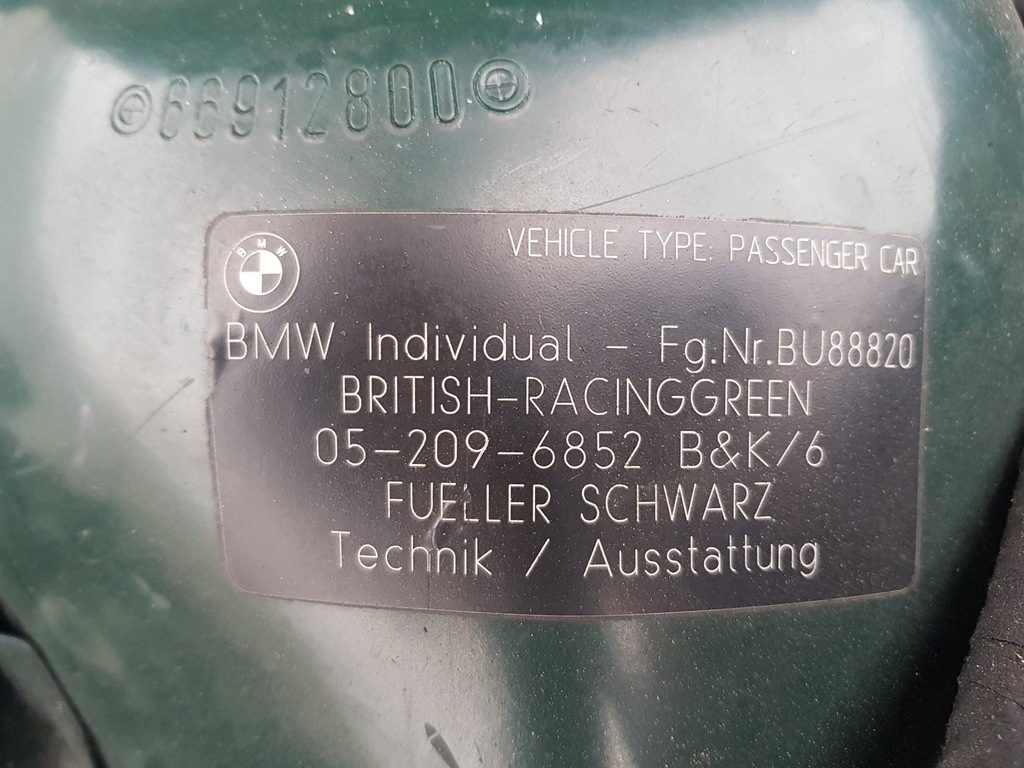 66912800
BMW
VEHICLE TYPE: PASSENGER CAR
BMW Individual - Fg.Nr.BU88820
BRITISH-RACINGGREEN
05-209-6852 B&K/6
FUELLER SCHWARZ
Technik / Ausstattung